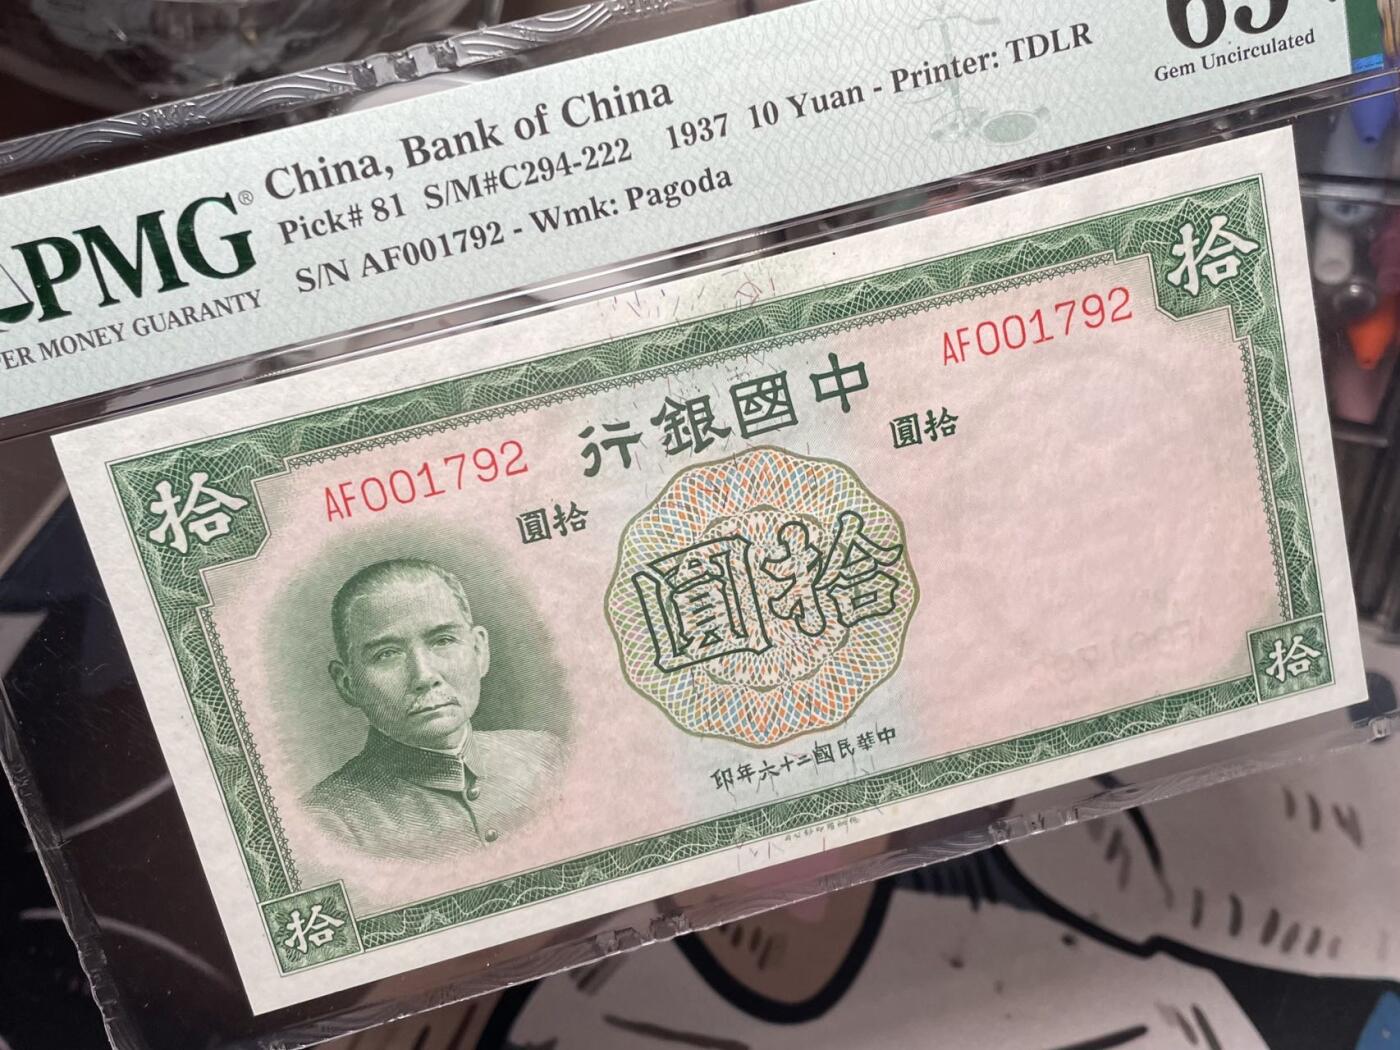 China, Bank of China
Pick# 81 S/M#C294-222 1937 10 Yuan - Printer: TDLR
S/N AF001792 - Wmk: Pagoda
PMG®
PER MONEY GUARANTY
65
Gem Uncirculated
拾
拾
AF001792
AF001792
行銀國中
圓拾
圓拾
圓拾
印年六十二國民華中
拾
拾